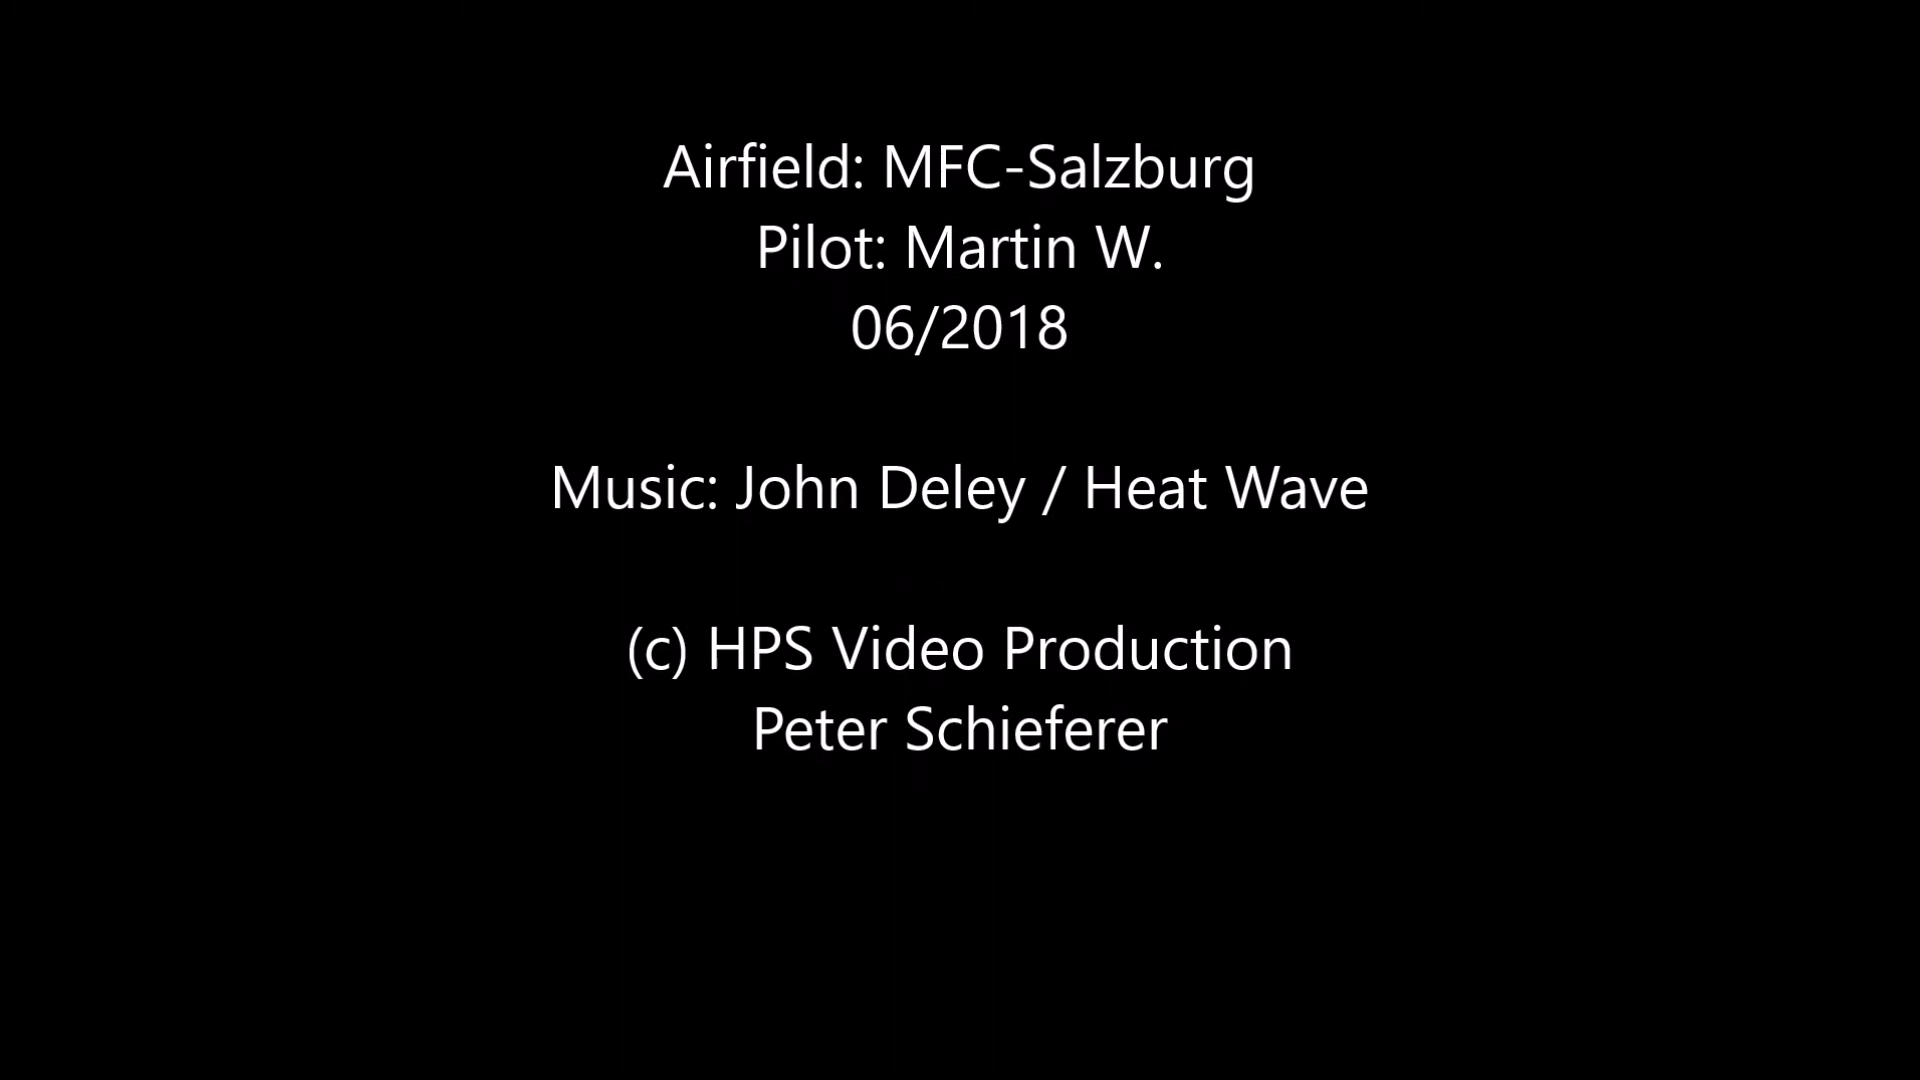 Airfield: MFC-Salzburg
Pilot: Martin W.
06/2018
Music: John Deley / Heat Wave
(c) HPS Video Production
Peter Schieferer